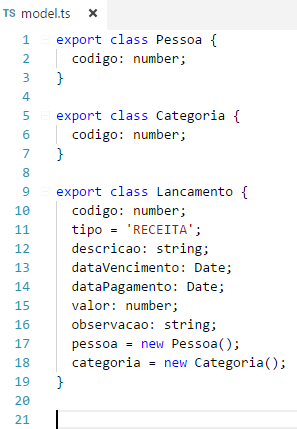 TS model.ts ×
1 export class Pessoa {
2 codigo: number;
3 }
4
5 export class Categoria {
6 codigo: number;
7 }
8
9 export class Lancamento {
10 codigo: number;
11 tipo = 'RECEITA';
12 descricao: string;
13 dataVencimento: Date;
14 dataPagamento: Date;
15 valor: number;
16 observacao: string;
17 pessoa = new Pessoa();
18 categoria = new Categoria();
19 }
20
21